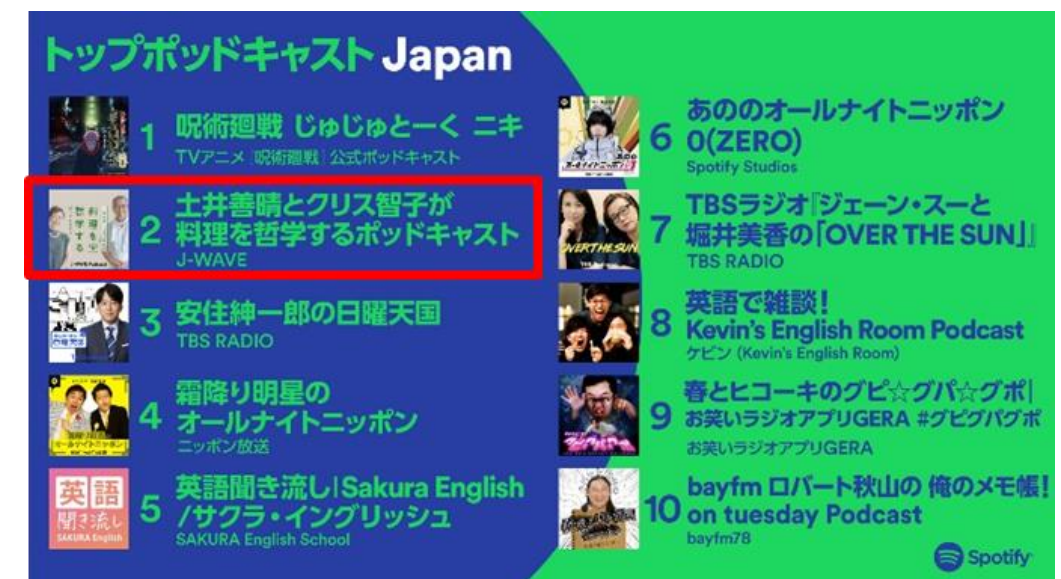 トップポッドキャスト Japan
1
呪術廻戦 じゅじゅとーく ニキ
TVアニメ『呪術廻戦』公式ポッドキャスト
2
土井善晴とクリス智子が
料理を哲学するポッドキャスト
J-WAVE
3
安住紳一郎の日曜天国
TBS RADIO
4
霜降り明星の
オールナイトニッポン
ニッポン放送
英語
聞き流し
SAKURA English
5
英語聞き流し|Sakura English
/サクラ・イングリッシュ
SAKURA English School
6
あののオールナイトニッポン
0(ZERO)
Spotify Studios
OVER THE SUN
7
TBSラジオ『ジェーン・スーと
堀井美香の「OVER THE SUN」』
TBS RADIO
8
英語で雑談!
Kevin's English Room Podcast
ケビン (Kevin's English Room)
9
春とヒコーキのグピ☆グパ☆グポ|
お笑いラジオアプリGERA #グピグパグポ
お笑いラジオアプリGERA
10
bayfm ロバート秋山の 俺のメモ帳!
on tuesday Podcast
bayfm78
Spotify